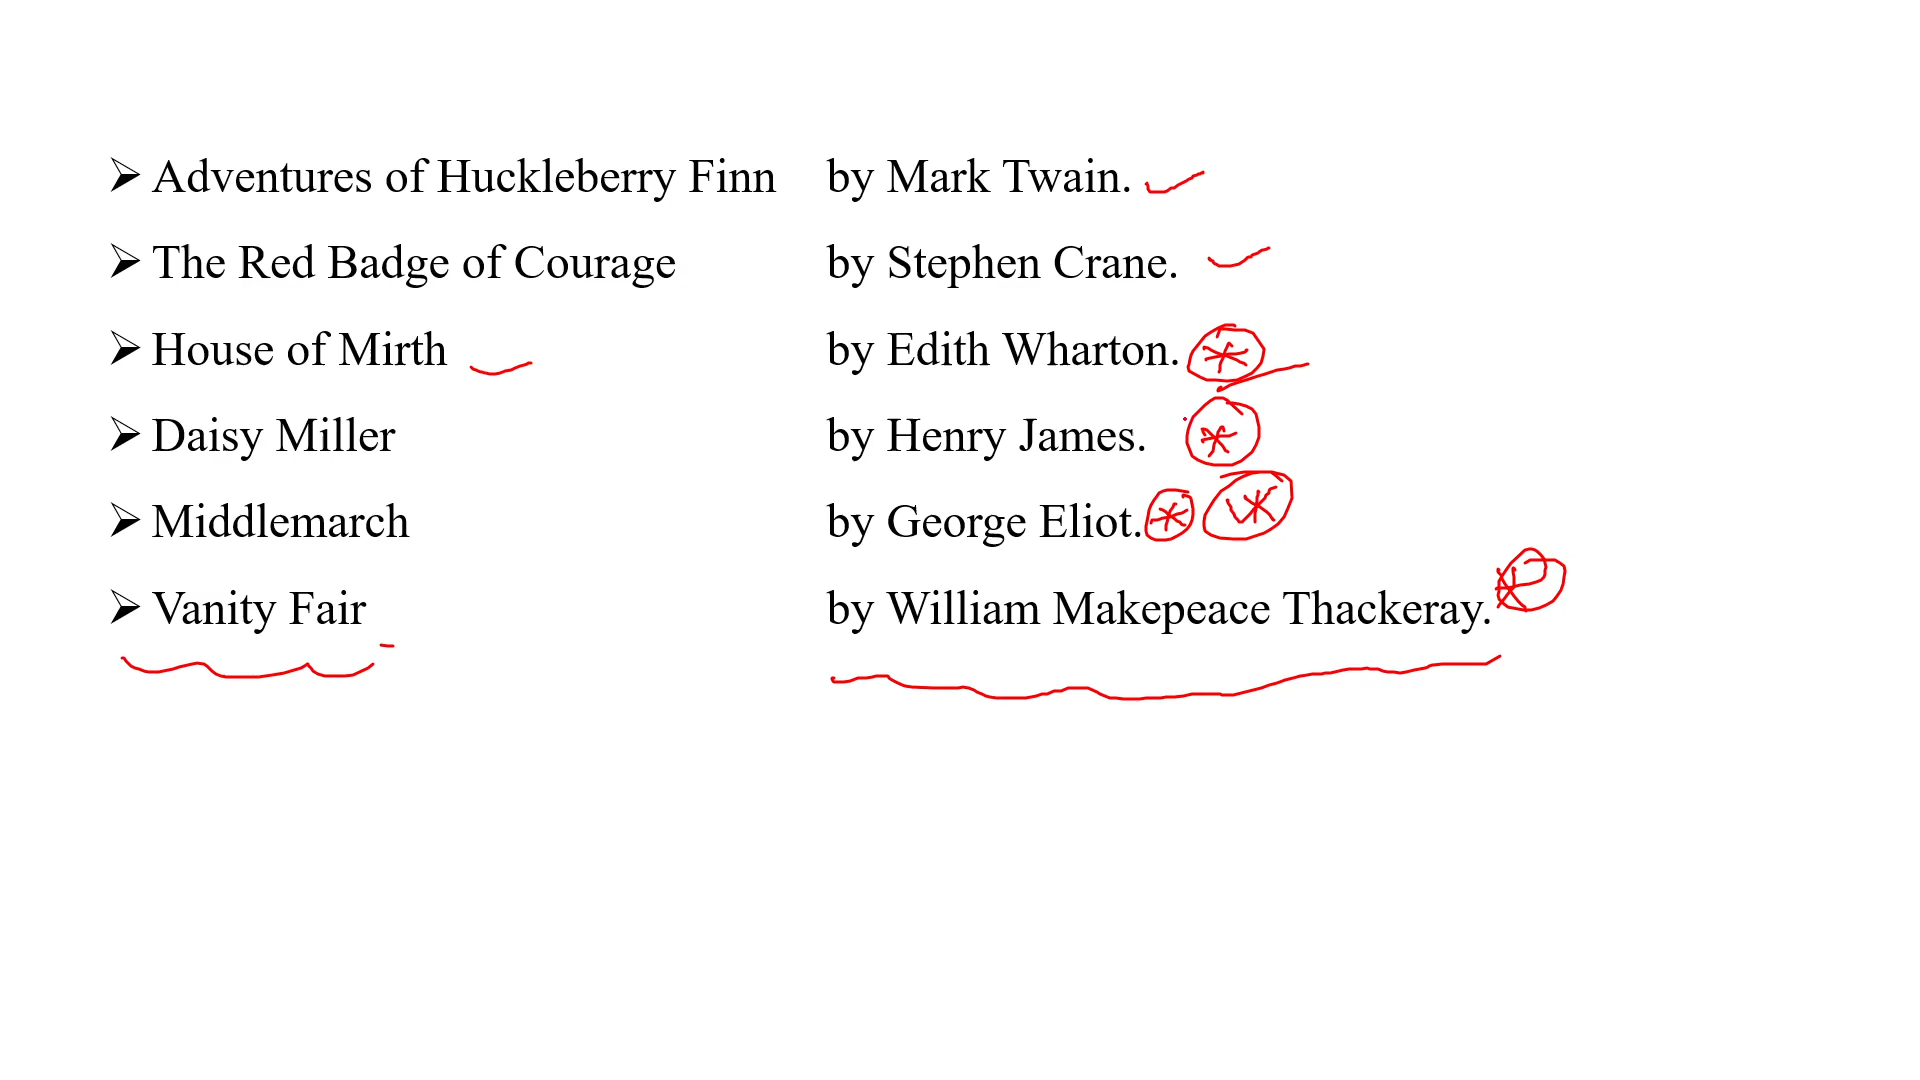 ➢ Adventures of Huckleberry Finn by Mark Twain.
➢ The Red Badge of Courage by Stephen Crane.
➢ House of Mirth by Edith Wharton.
➢ Daisy Miller by Henry James.
➢ Middlemarch by George Eliot.
➢ Vanity Fair by William Makepeace Thackeray.